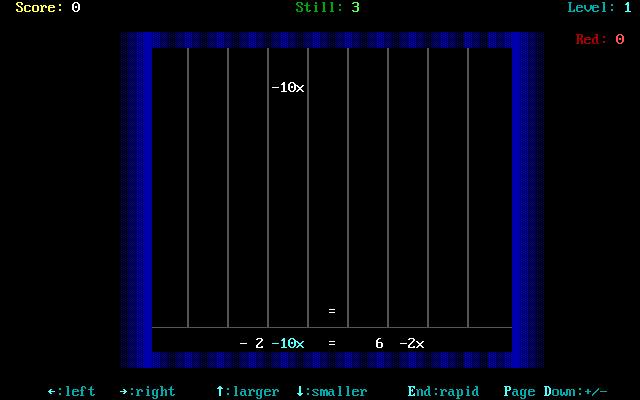 Score: 0 Still: 3 Level: 1
Red: 0
-10x
=
- 2 -10x = 6 -2x
←:left →:right ↑:larger ↓:smaller End:rapid Page Down:+/-